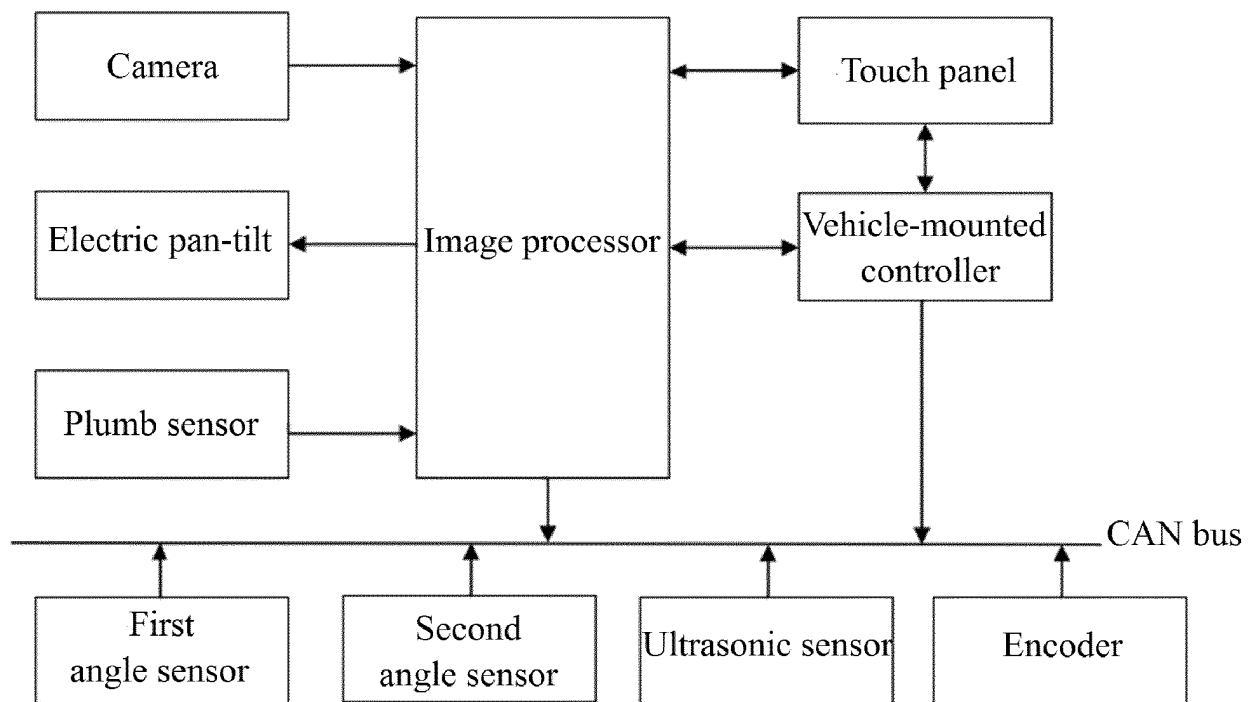 Camera
Touch panel
Electric pan-tilt
Image processor
Vehicle-mounted
controller
Plumb sensor
CAN bus
First
angle sensor
Second
angle sensor
Ultrasonic sensor
Encoder